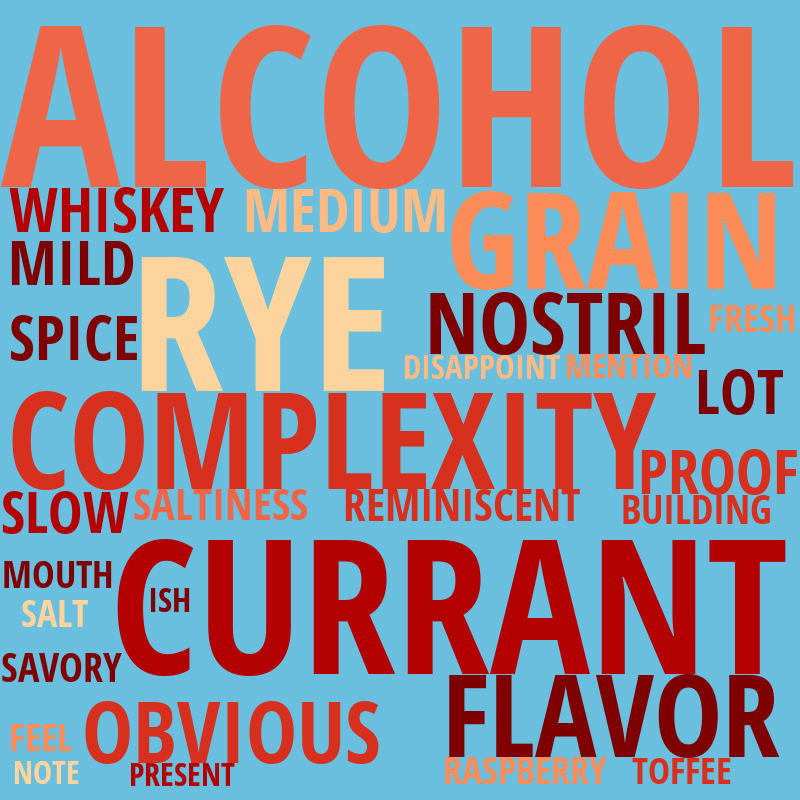 ALCOHOL
WHISKEY MEDIUM GRAIN
MILD RYE
NOSTRIL FRESH
SPICE
DISAPPOINT MENTION
LOT
COMPLEXITY
PROOF
SLOW SALTINESS REMINISCENT BUILDING
CURRANT
MOUTH
ISH
SALT
SAVORY
FLAVOR
OBVIOUS
FEEL
NOTE PRESENT RASPBERRY TOFFEE